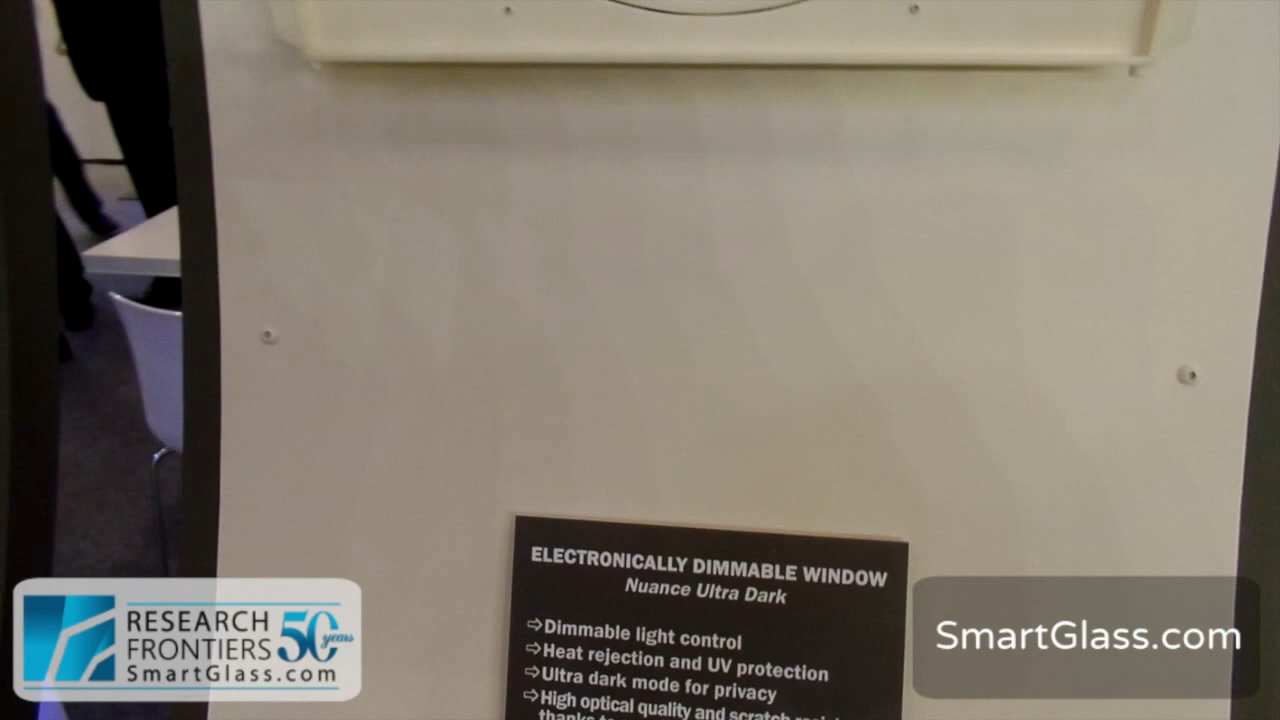 ELECTRONICALLY DIMMABLE WINDOW
Nuance Ultra Dark
⇨Dimmable light control
⇨Heat rejection and UV protection
⇨Ultra dark mode for privacy
⇨High optical quality and scratch
thanks
RESEARCH
FRONTIERS
50 years
SmartGlass.com
SmartGlass.com